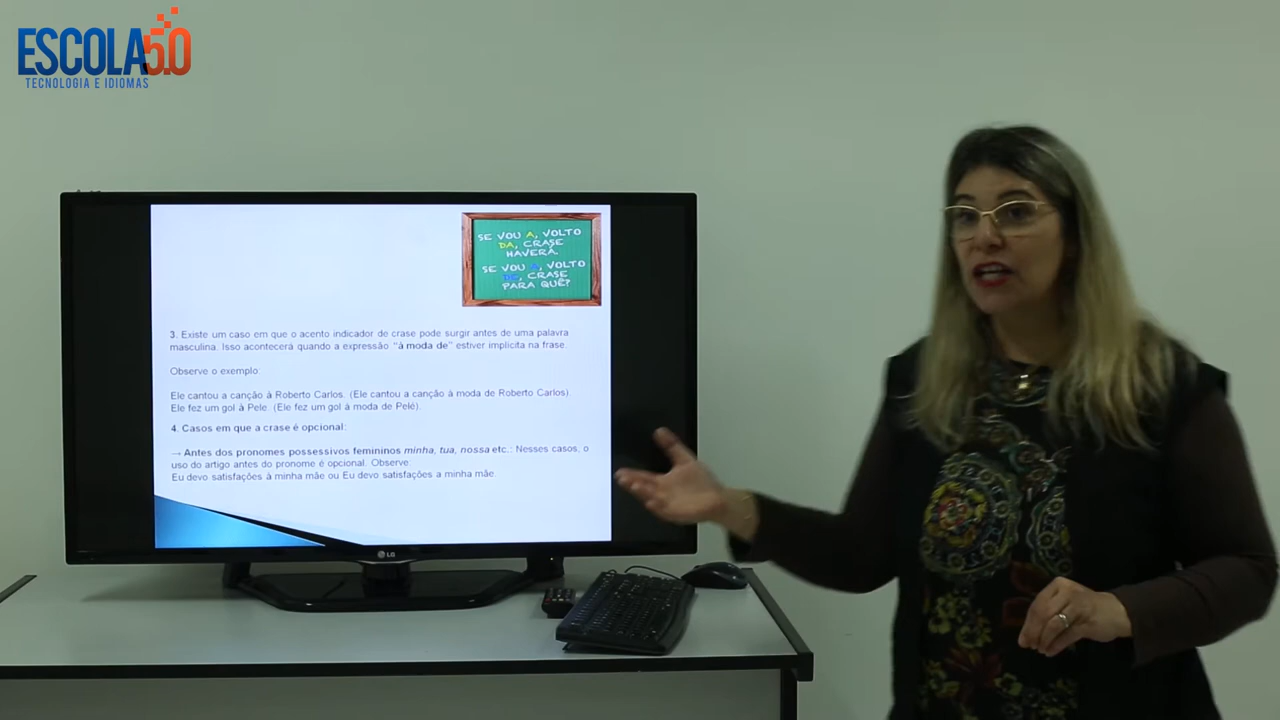 ESCOLA5.0
TECNOLOGIA E IDIOMAS
SE VOU A, VOLTO
DA, CRASE
HAVERÁ.
SE VOU A, VOLTO
DE, CRASE
PARA QUÊ?
3. Existe um caso em que o acento indicador de crase pode surgir antes de uma palavra
masculina. Isso acontecerá quando a expressão “à moda de” estiver implícita na frase.
Observe o exemplo:
Ele cantou a canção à Roberto Carlos. (Ele cantou a canção à moda de Roberto Carlos).
Ele fez um gol à Pele. (Ele fez um gol à moda de Pelé).
4. Casos em que a crase é opcional:
→ Antes dos pronomes possessivos femininos minha, tua, nossa etc.: Nesses casos, o
uso do artigo antes do pronome é opcional. Observe
Eu devo satisfações à minha mãe ou Eu devo satisfações a minha mãe.
LG